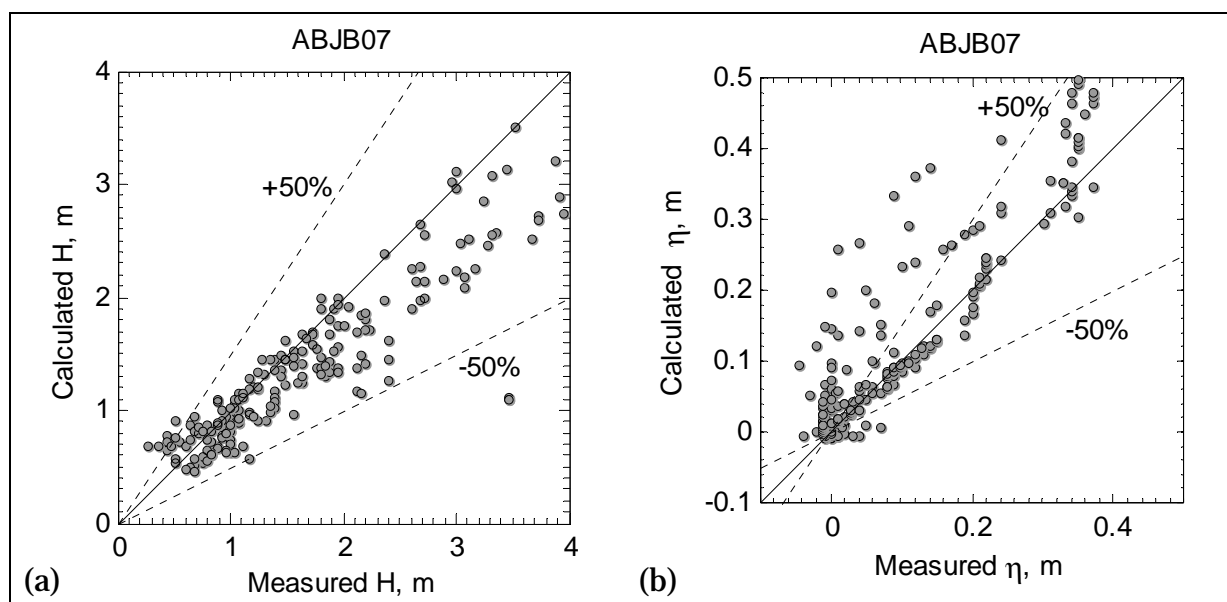 ABJB07
4
3
2
1
0
0 1 2 3 4
+50%
-50%
Calculated H, m
Measured H, m
(a)
ABJB07
0.5
0.4
0.3
0.2
0.1
0
-0.1
0 0.2 0.4
+50%
-50%
Calculated η, m
Measured η, m
(b)